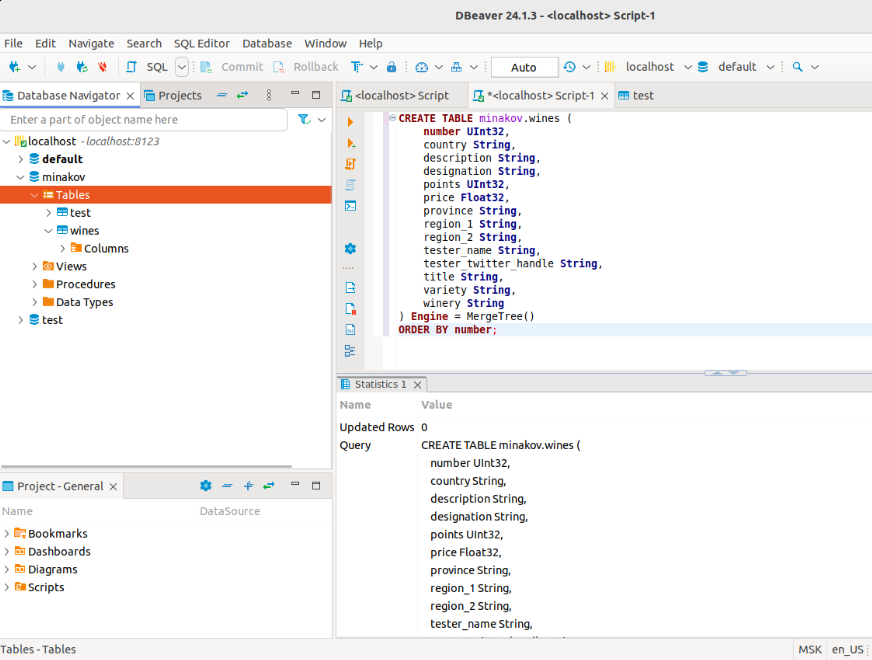 DBeaver 24.1.3 - <localhost> Script-1
File Edit Navigate Search SQL Editor Database Window Help
SQL Commit Rollback Auto localhost default
Database Navigator Projects
Enter a part of object name here
localhost - localhost:8123
default
minakov
Tables
test
wines
Columns
Views
Procedures
Data Types
test
Project - General
Name DataSource
Bookmarks
Dashboards
Diagrams
Scripts
<localhost> Script *<localhost> Script-1 test
CREATE TABLE minakov.wines (
number UInt32,
country String,
description String,
designation String,
points UInt32,
price Float32,
province String,
region_1 String,
region_2 String,
tester_name String,
tester_twitter_handle String,
title String,
variety String,
winery String
) Engine = MergeTree()
ORDER BY number;
Statistics 1
Name Value
Updated Rows 0
Query CREATE TABLE minakov.wines (
number UInt32,
country String,
description String,
designation String,
points UInt32,
price Float32,
province String,
region_1 String,
region_2 String,
tester_name String,
Tables - Tables MSK en_US